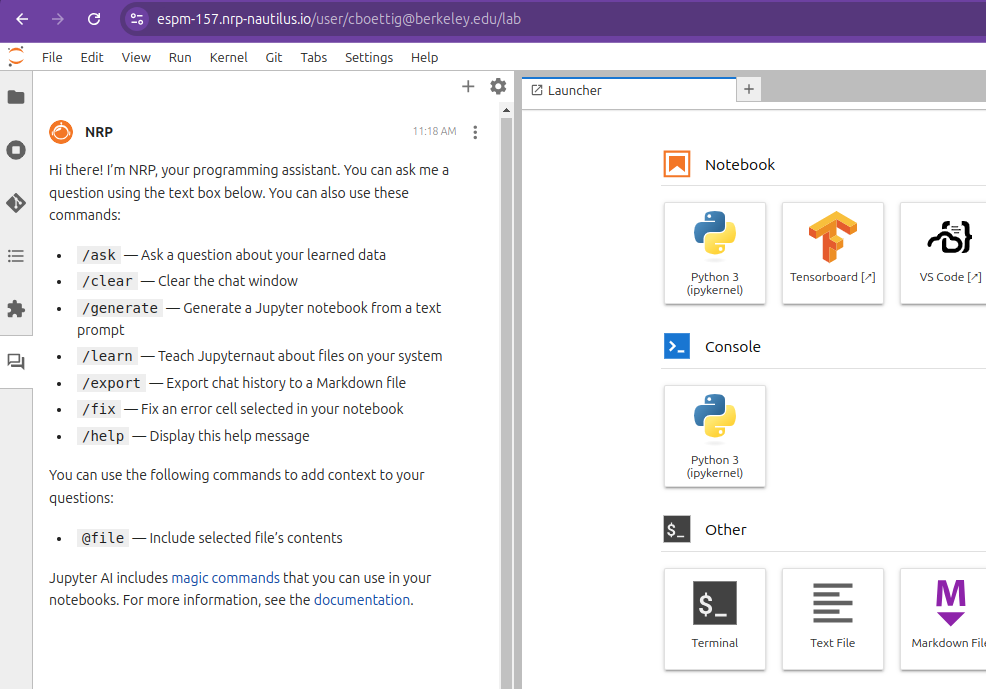 espm-157.nrp-nautilus.io/user/cboettig@berkeley.edu/lab
File Edit View Run Kernel Git Tabs Settings Help
NRP 11:18 AM
Hi there! I’m NRP, your programming assistant. You can ask me a
question using the text box below. You can also use these
commands:
• /ask — Ask a question about your learned data
• /clear — Clear the chat window
• /generate — Generate a Jupyter notebook from a text
prompt
• /learn — Teach Jupyternaut about files on your system
• /export — Export chat history to a Markdown file
• /fix — Fix an error cell selected in your notebook
• /help — Display this help message
You can use the following commands to add context to your
questions:
• @file — Include selected file’s contents
Jupyter AI includes magic commands that you can use in your
notebooks. For more information, see the documentation.
Launcher
Notebook
Python 3
(ipykernel)
Tensorboard [↗]
VS Code [↗]
Console
Python 3
(ipykernel)
$_ Other
$_
Terminal
Text File
M
Markdown File